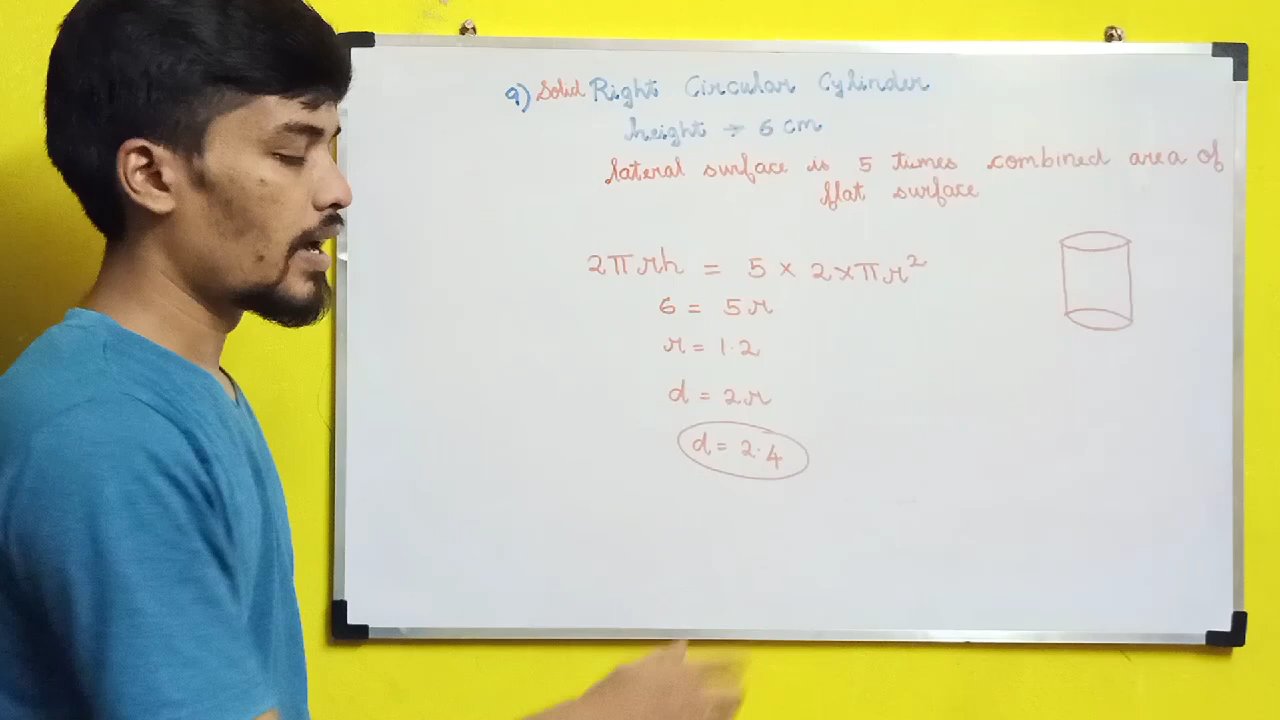 9) Solid Right Circular Cylinder
height → 6 cm
lateral surface is 5 times combined area of
flat surface
2πrh = 5 × 2×πr²
6 = 5r
r = 1.2
d = 2r
d = 2.4